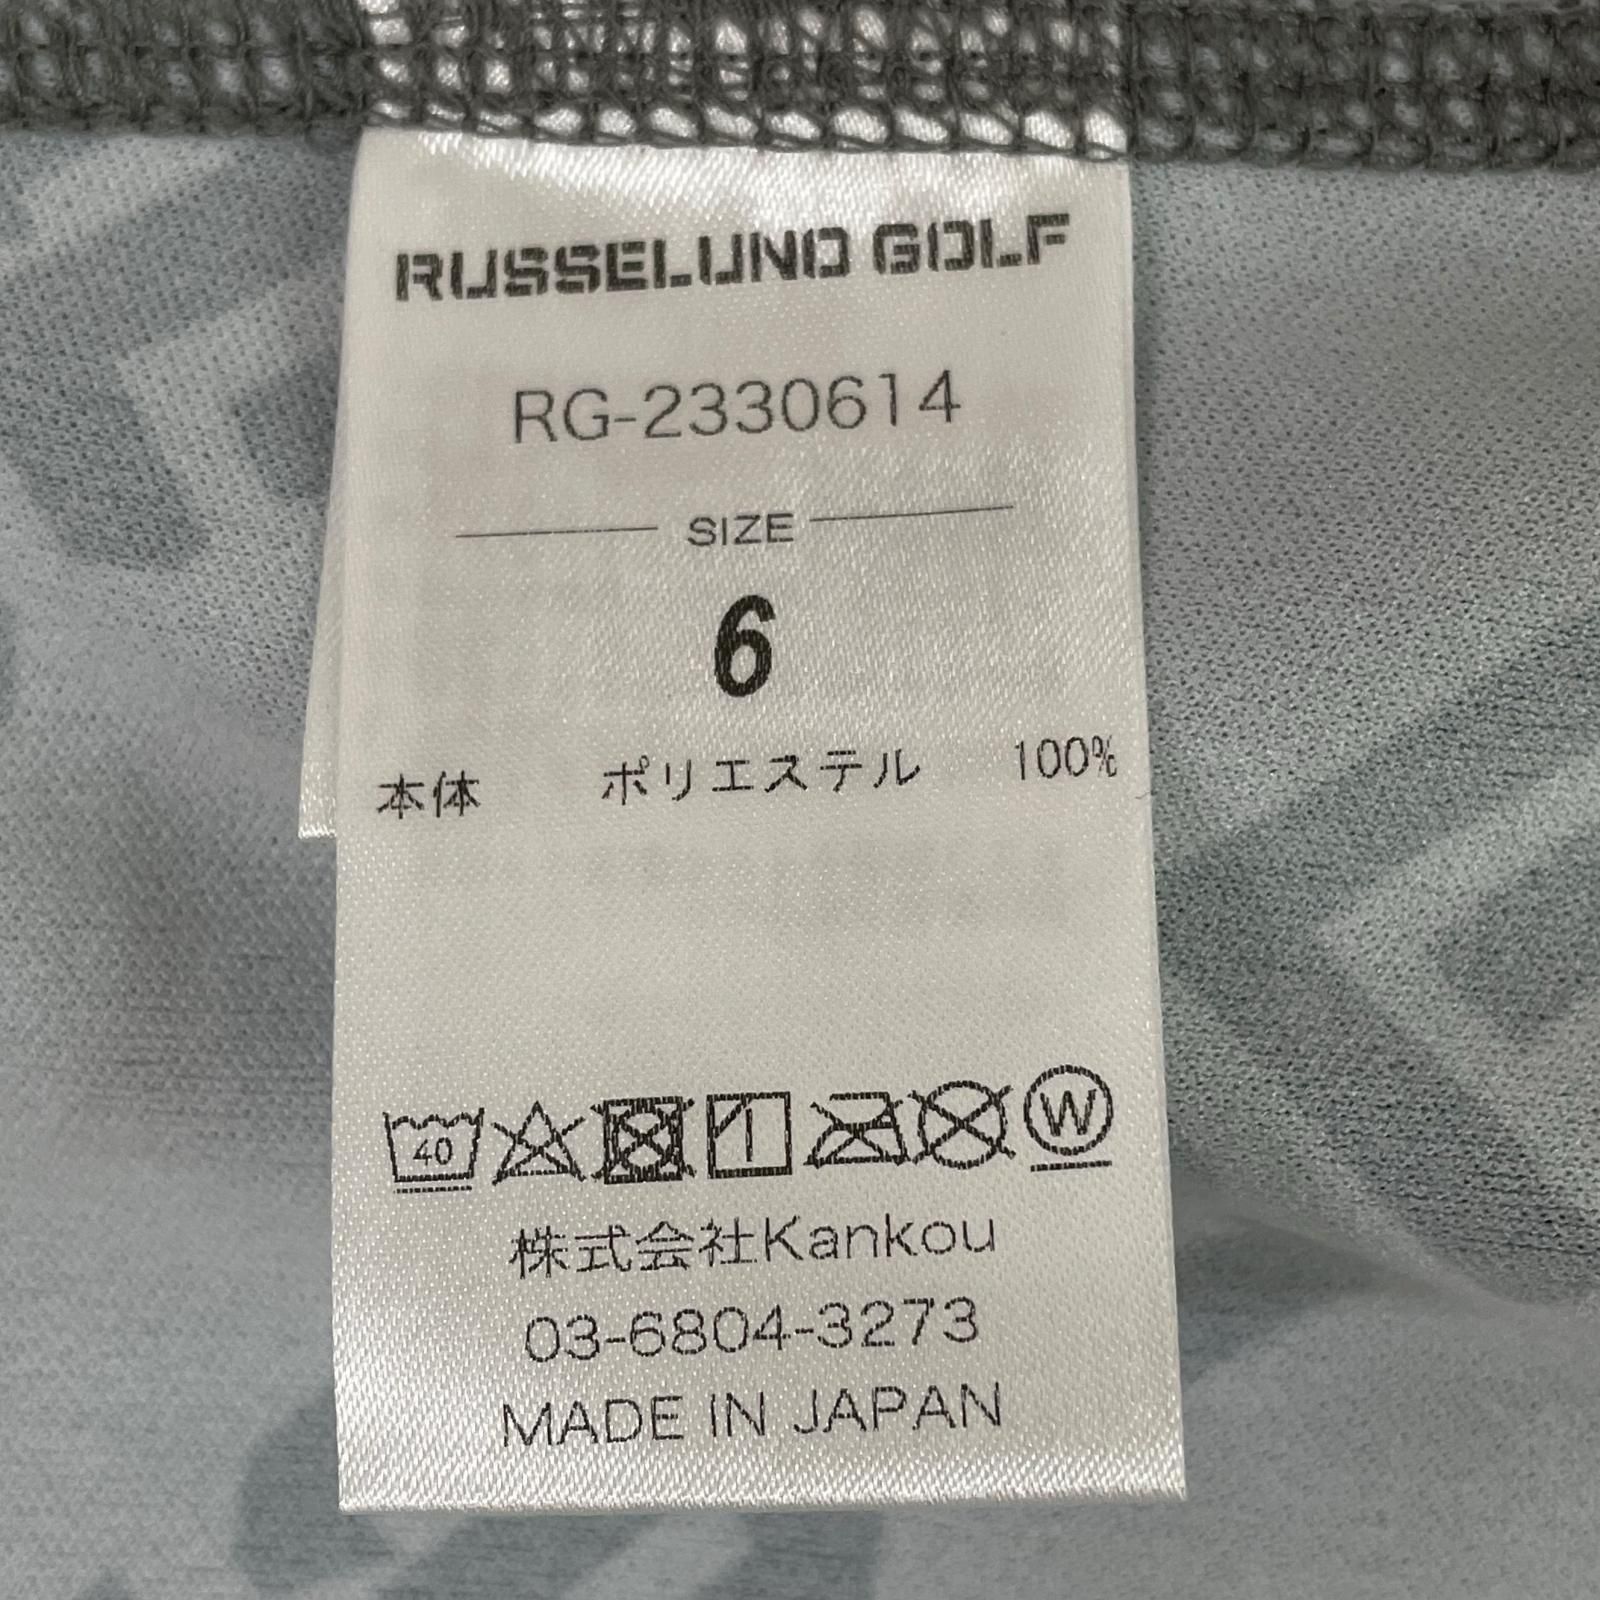 RUSSELUNO GOLF
RG-2330614
SIZE
6
本体 ポリエステル 100%
40 W
株式会社Kankou
03-6804-3273
MADE IN JAPAN